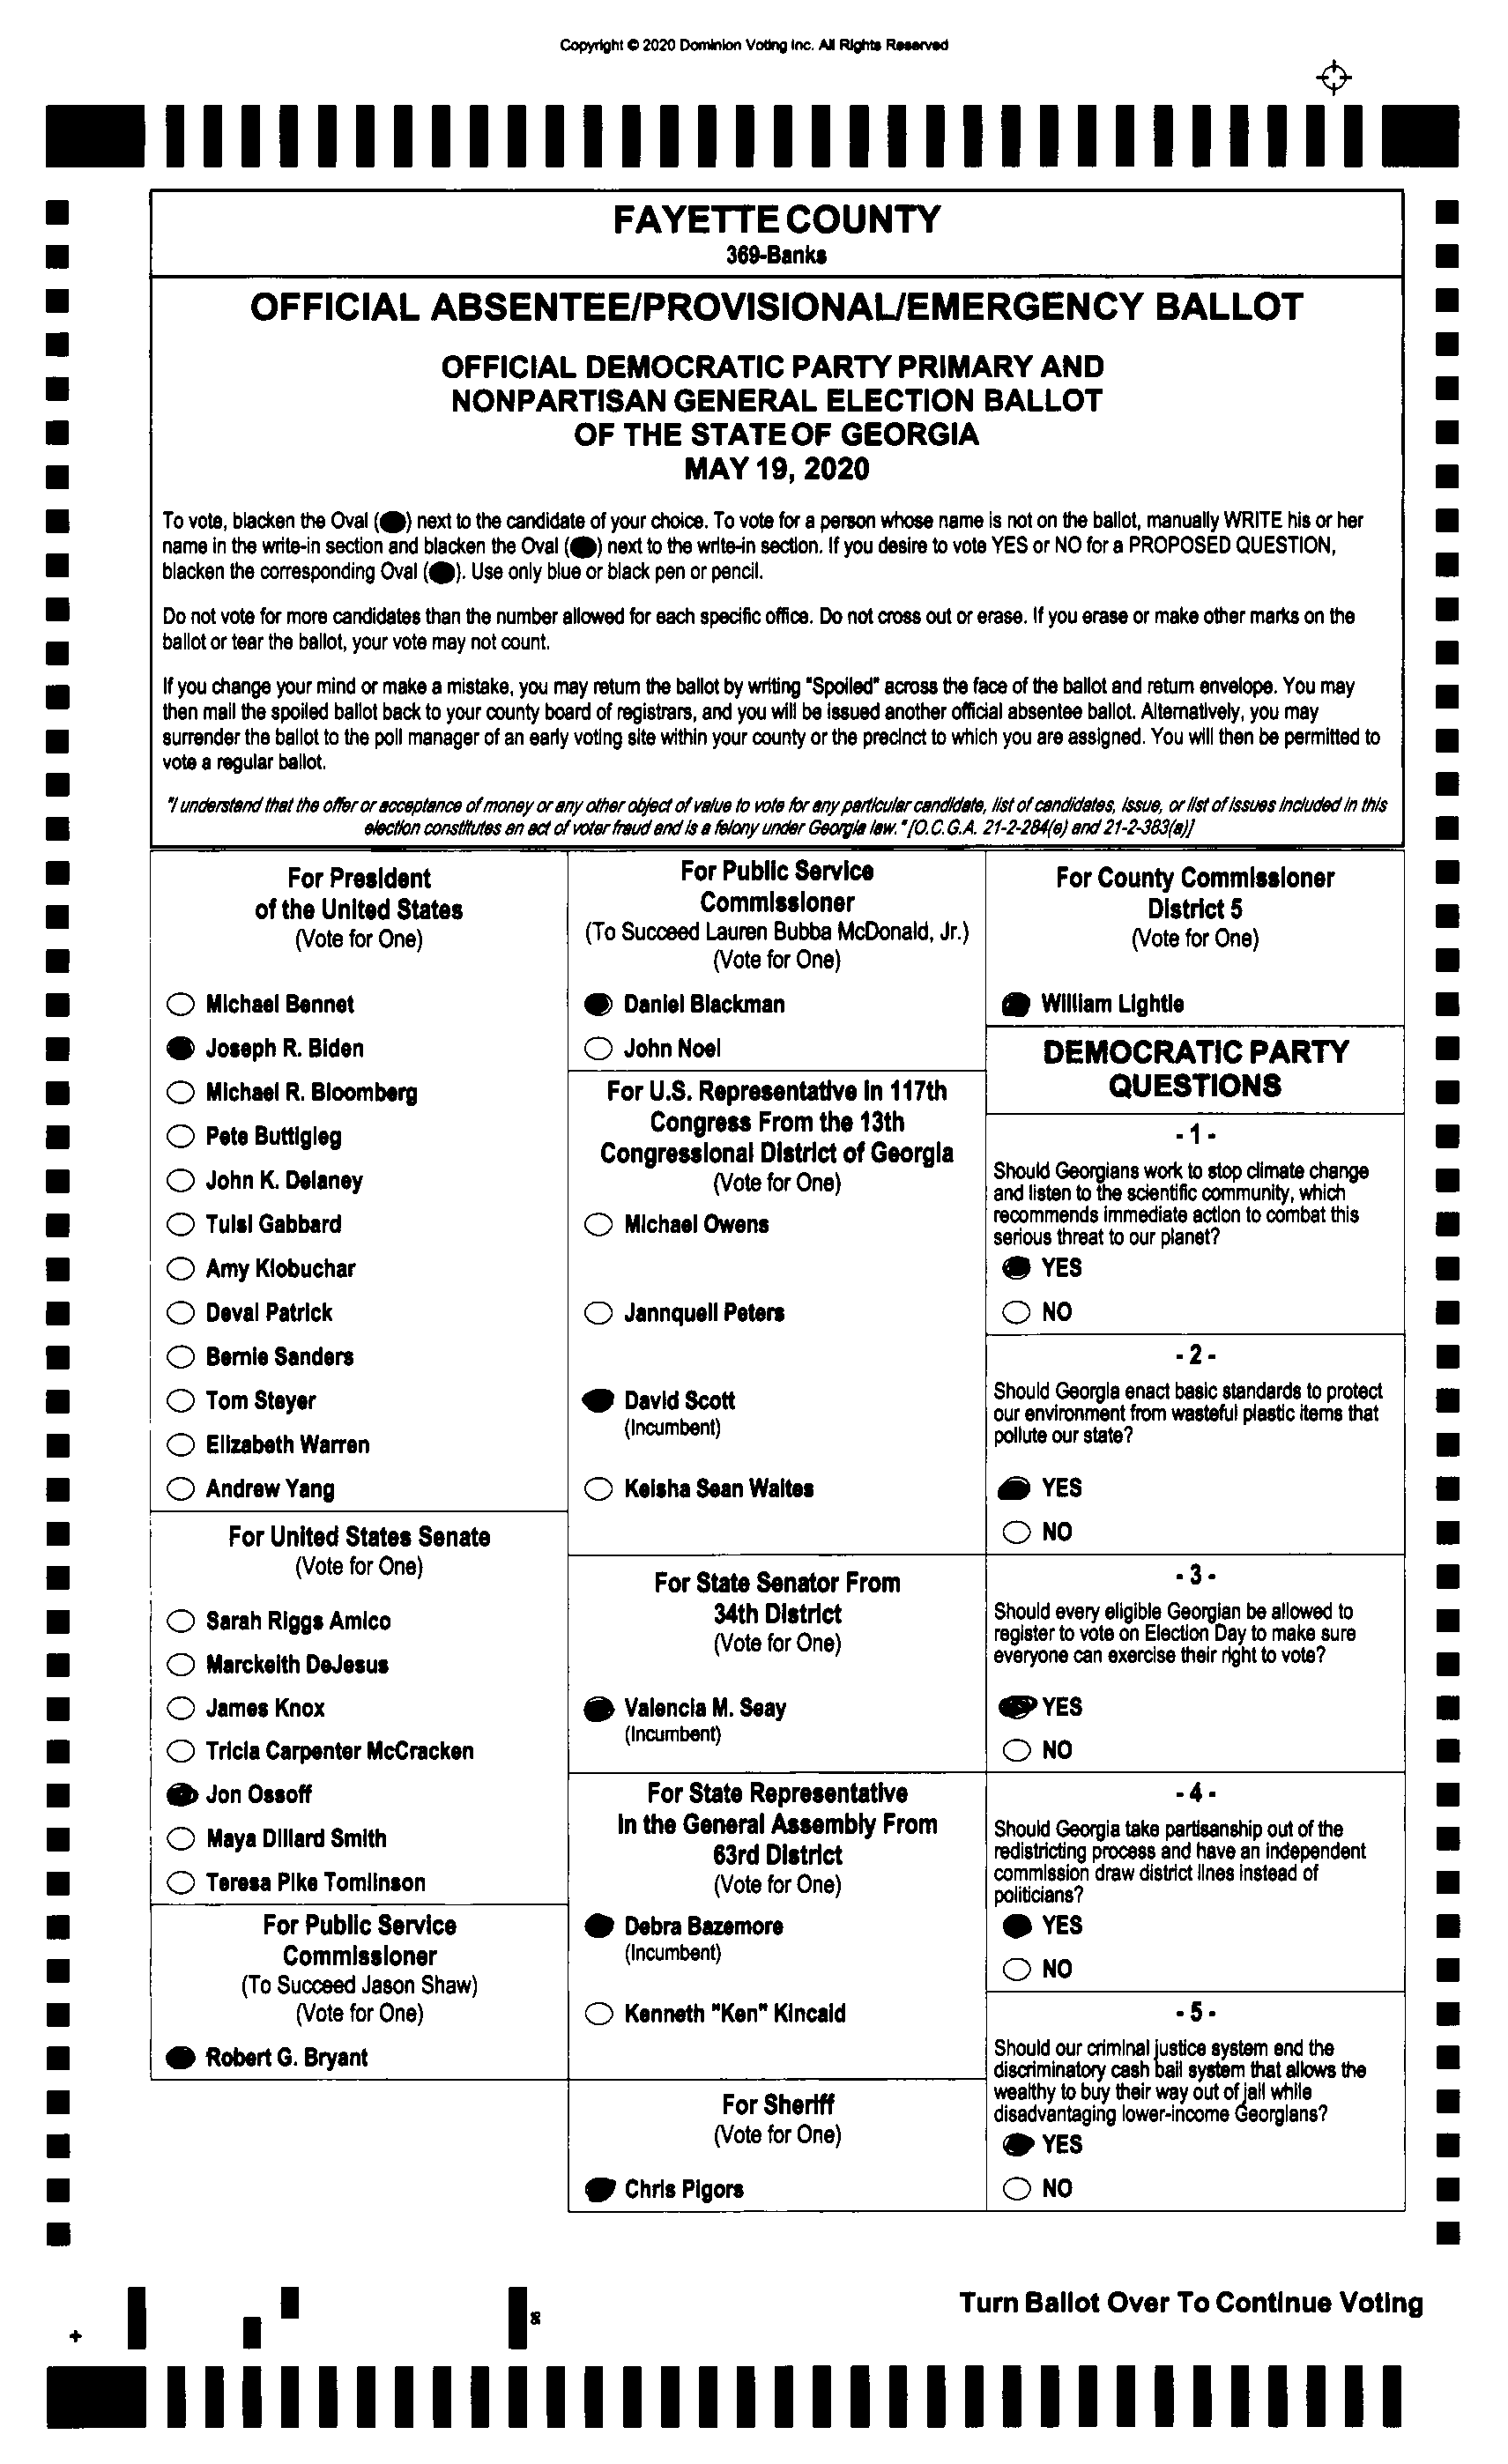 Copyright © 2020 Dominion Voting Inc. All Rights Reserved
FAYETTE COUNTY
369-Banks
OFFICIAL ABSENTEE/PROVISIONAL/EMERGENCY BALLOT
OFFICIAL DEMOCRATIC PARTY PRIMARY AND
NONPARTISAN GENERAL ELECTION BALLOT
OF THE STATE OF GEORGIA
MAY 19, 2020
To vote, blacken the Oval (●) next to the candidate of your choice. To vote for a person whose name is not on the ballot, manually WRITE his or her
name in the write-in section and blacken the Oval (●) next to the write-in section. If you desire to vote YES or NO for a PROPOSED QUESTION,
blacken the corresponding Oval (●). Use only blue or black pen or pencil.
Do not vote for more candidates than the number allowed for each specific office. Do not cross out or erase. If you erase or make other marks on the
ballot or tear the ballot, your vote may not count.
If you change your mind or make a mistake, you may return the ballot by writing "Spoiled" across the face of the ballot and return envelope. You may
then mail the spoiled ballot back to your county board of registrars, and you will be issued another official absentee ballot. Alternatively, you may
surrender the ballot to the poll manager of an early voting site within your county or the precinct to which you are assigned. You will then be permitted to
vote a regular ballot.
"I understand that the offer or acceptance of money or any other object of value to vote for any particular candidate, list of candidates, issue, or list of issues included in this
election constitutes an act of voter fraud and is a felony under Georgia law." [O.C.G.A. 21-2-284(e) and 21-2-383(a)]
For President
of the United States
(Vote for One)
Michael Bennet
Joseph R. Biden
Michael R. Bloomberg
Pete Buttigieg
John K. Delaney
Tulsi Gabbard
Amy Klobuchar
Deval Patrick
Bernie Sanders
Tom Steyer
Elizabeth Warren
Andrew Yang
For United States Senate
(Vote for One)
Sarah Riggs Amico
Marckeith DeJesus
James Knox
Tricia Carpenter McCracken
Jon Ossoff
Maya Dillard Smith
Teresa Pike Tomlinson
For Public Service
Commissioner
(To Succeed Jason Shaw)
(Vote for One)
Robert G. Bryant
For Public Service
Commissioner
(To Succeed Lauren Bubba McDonald, Jr.)
(Vote for One)
Daniel Blackman
John Noel
For U.S. Representative in 117th
Congress From the 13th
Congressional District of Georgia
(Vote for One)
Michael Owens
Jannquell Peters
David Scott
(Incumbent)
Keisha Sean Waites
For State Senator From
34th District
(Vote for One)
Valencia M. Seay
(Incumbent)
For State Representative
In the General Assembly From
63rd District
(Vote for One)
Debra Bazemore
(Incumbent)
Kenneth "Ken" Kincaid
For Sheriff
(Vote for One)
Chris Pigors
For County Commissioner
District 5
(Vote for One)
William Lightle
DEMOCRATIC PARTY
QUESTIONS
- 1 -
Should Georgians work to stop climate change
and listen to the scientific community, which
recommends immediate action to combat this
serious threat to our planet?
YES
NO
- 2 -
Should Georgia enact basic standards to protect
our environment from wasteful plastic items that
pollute our state?
YES
NO
- 3 -
Should every eligible Georgian be allowed to
register to vote on Election Day to make sure
everyone can exercise their right to vote?
YES
NO
- 4 -
Should Georgia take partisanship out of the
redistricting process and have an independent
commission draw district lines instead of
politicians?
YES
NO
- 5 -
Should our criminal justice system end the
discriminatory cash bail system that allows the
wealthy to buy their way out of jail while
disadvantaging lower-income Georgians?
YES
NO
Turn Ballot Over To Continue Voting